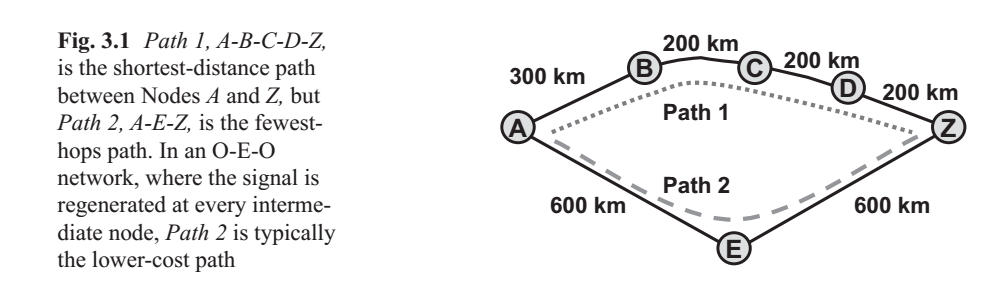 Fig. 3.1 Path 1, A-B-C-D-Z,
is the shortest-distance path
between Nodes A and Z, but
Path 2, A-E-Z, is the fewest-
hops path. In an O-E-O
network, where the signal is
regenerated at every interme-
diate node, Path 2 is typically
the lower-cost path
200 km
B
C
200 km
300 km
D
200 km
Path 1
A
Z
Path 2
600 km
600 km
E